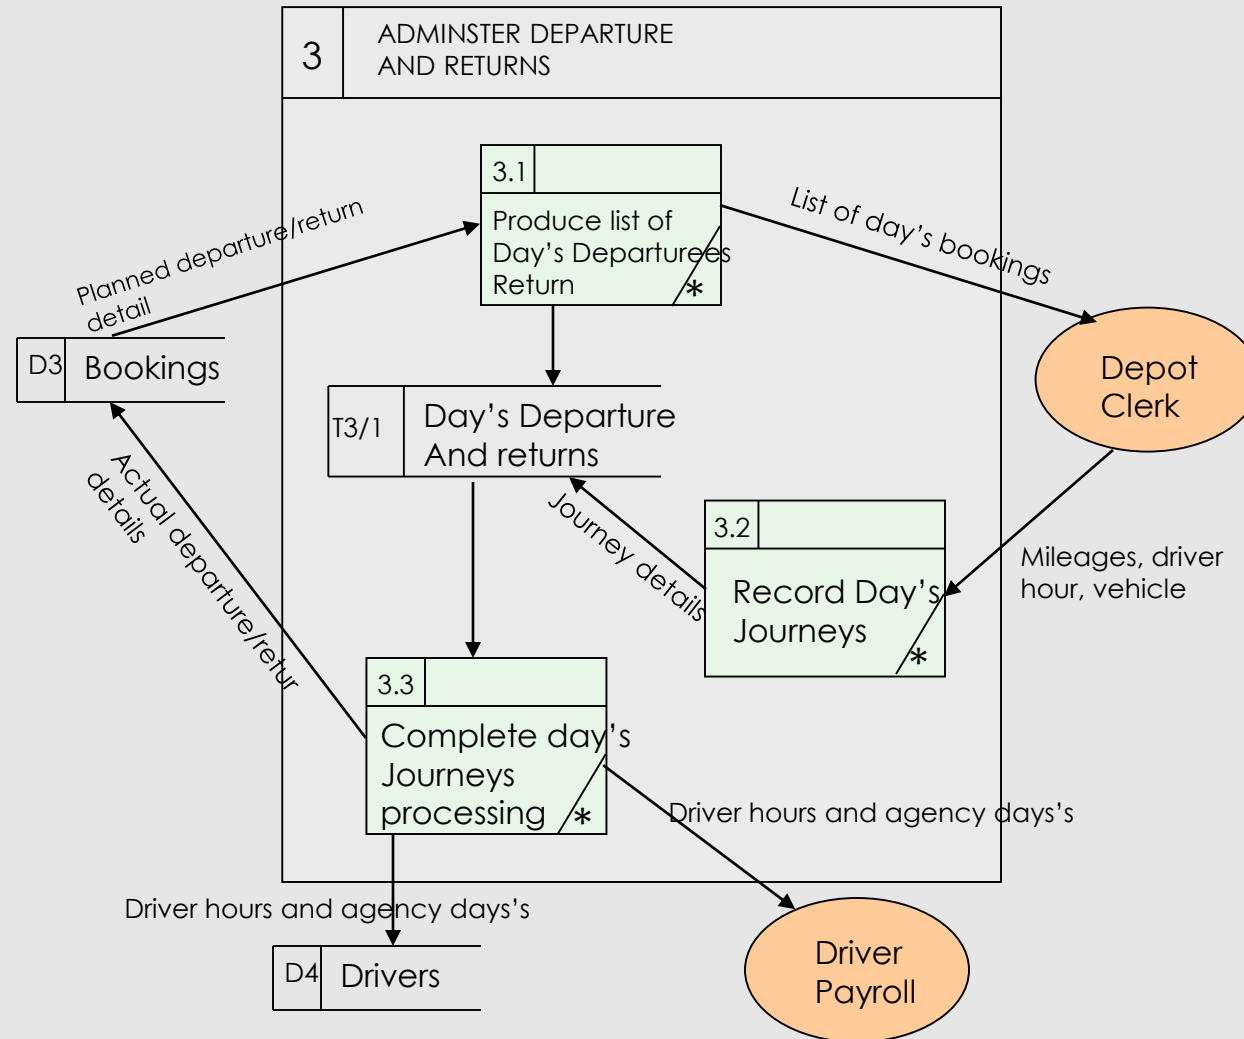 3
ADMINSTER DEPARTURE
AND RETURNS
3.1
Produce list of
Day's Departurees
Return
*
List of day's bookings
Planned departure/return
detail
D3
Bookings
Depot
Clerk
T3/1
Day's Departure
And returns
Actual departure/retur
details
Journey details
3.2
Record Day's
Journeys
*
Mileages, driver
hour, vehicle
3.3
Complete day's
Journeys
processing
*
Driver hours and agency days's
Driver hours and agency days's
D4
Drivers
Driver
Payroll